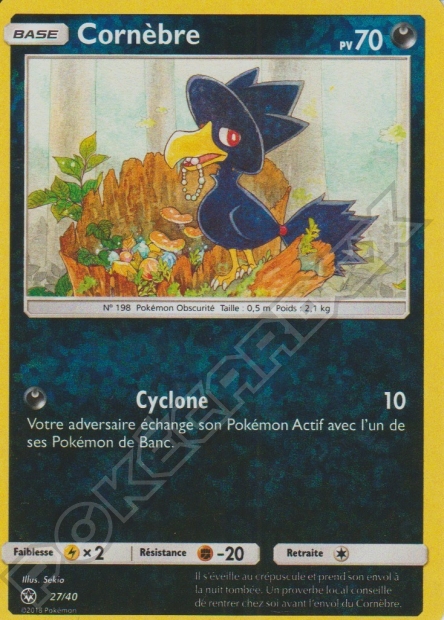 BASE Cornèbre PV70
N° 198 Pokémon Obscurité Taille : 0,5 m Poids : 2,1 kg
Cyclone 10
Votre adversaire échange son Pokémon Actif avec l'un de
ses Pokémon de Banc.
Faiblesse ×2 Résistance -20 Retraite
Illus. Sekio
27/40
©2018 Pokémon
Il s'éveille au crépuscule et prend son envol à
la nuit tombée. Un proverbe local conseille
de rentrer chez soi avant l'envol du Cornèbre.